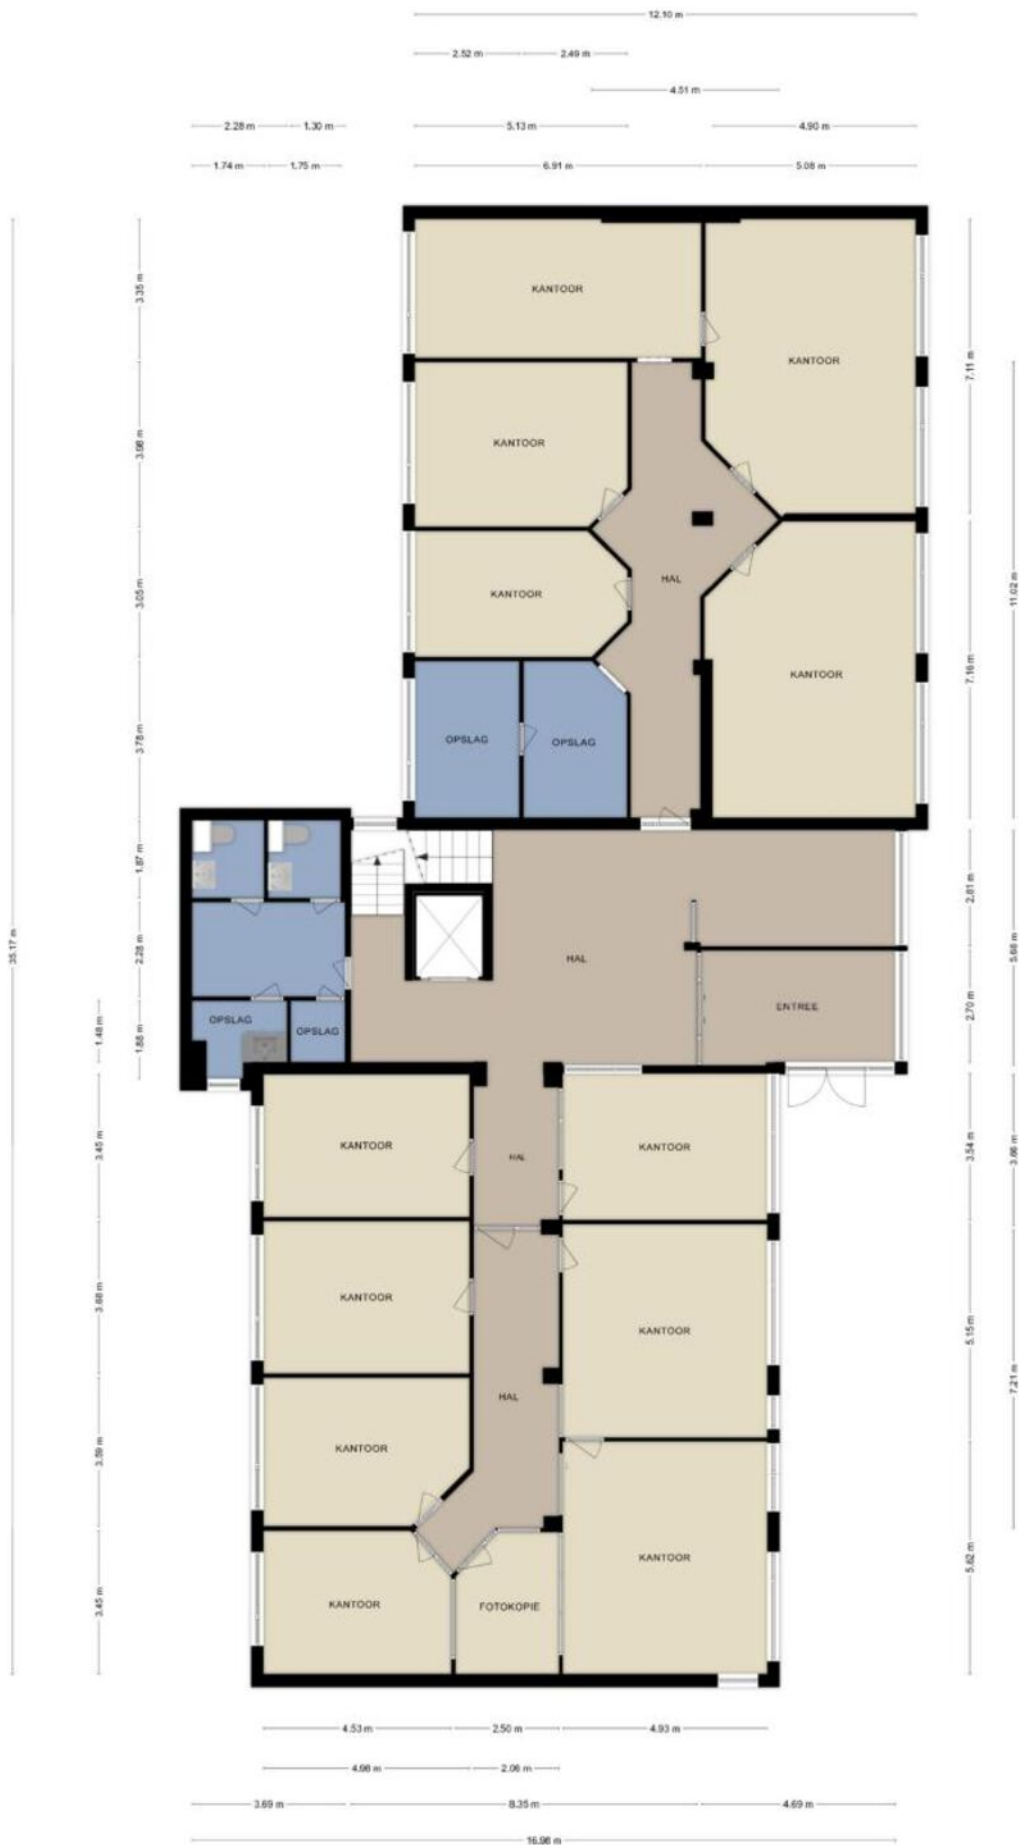 12.10 m
2.52 m
2.49 m
4.51 m
2.28 m
1.30 m
5.13 m
4.90 m
1.74 m
1.75 m
6.91 m
5.08 m
35.17 m
3.35 m
3.98 m
3.05 m
3.78 m
1.87 m
2.28 m
1.88 m
1.48 m
3.45 m
3.68 m
3.59 m
3.45 m
KANTOOR
KANTOOR
KANTOOR
KANTOOR
HAL
KANTOOR
OPSLAG
OPSLAG
HAL
ENTREE
OPSLAG
OPSLAG
KANTOOR
HAL
KANTOOR
KANTOOR
KANTOOR
HAL
KANTOOR
KANTOOR
KANTOOR
FOTOKOPIE
7.11 m
7.16 m
11.02 m
2.81 m
5.68 m
2.70 m
3.54 m
3.66 m
5.15 m
7.21 m
5.62 m
4.53 m
2.50 m
4.93 m
4.98 m
2.06 m
3.69 m
8.35 m
4.69 m
16.98 m